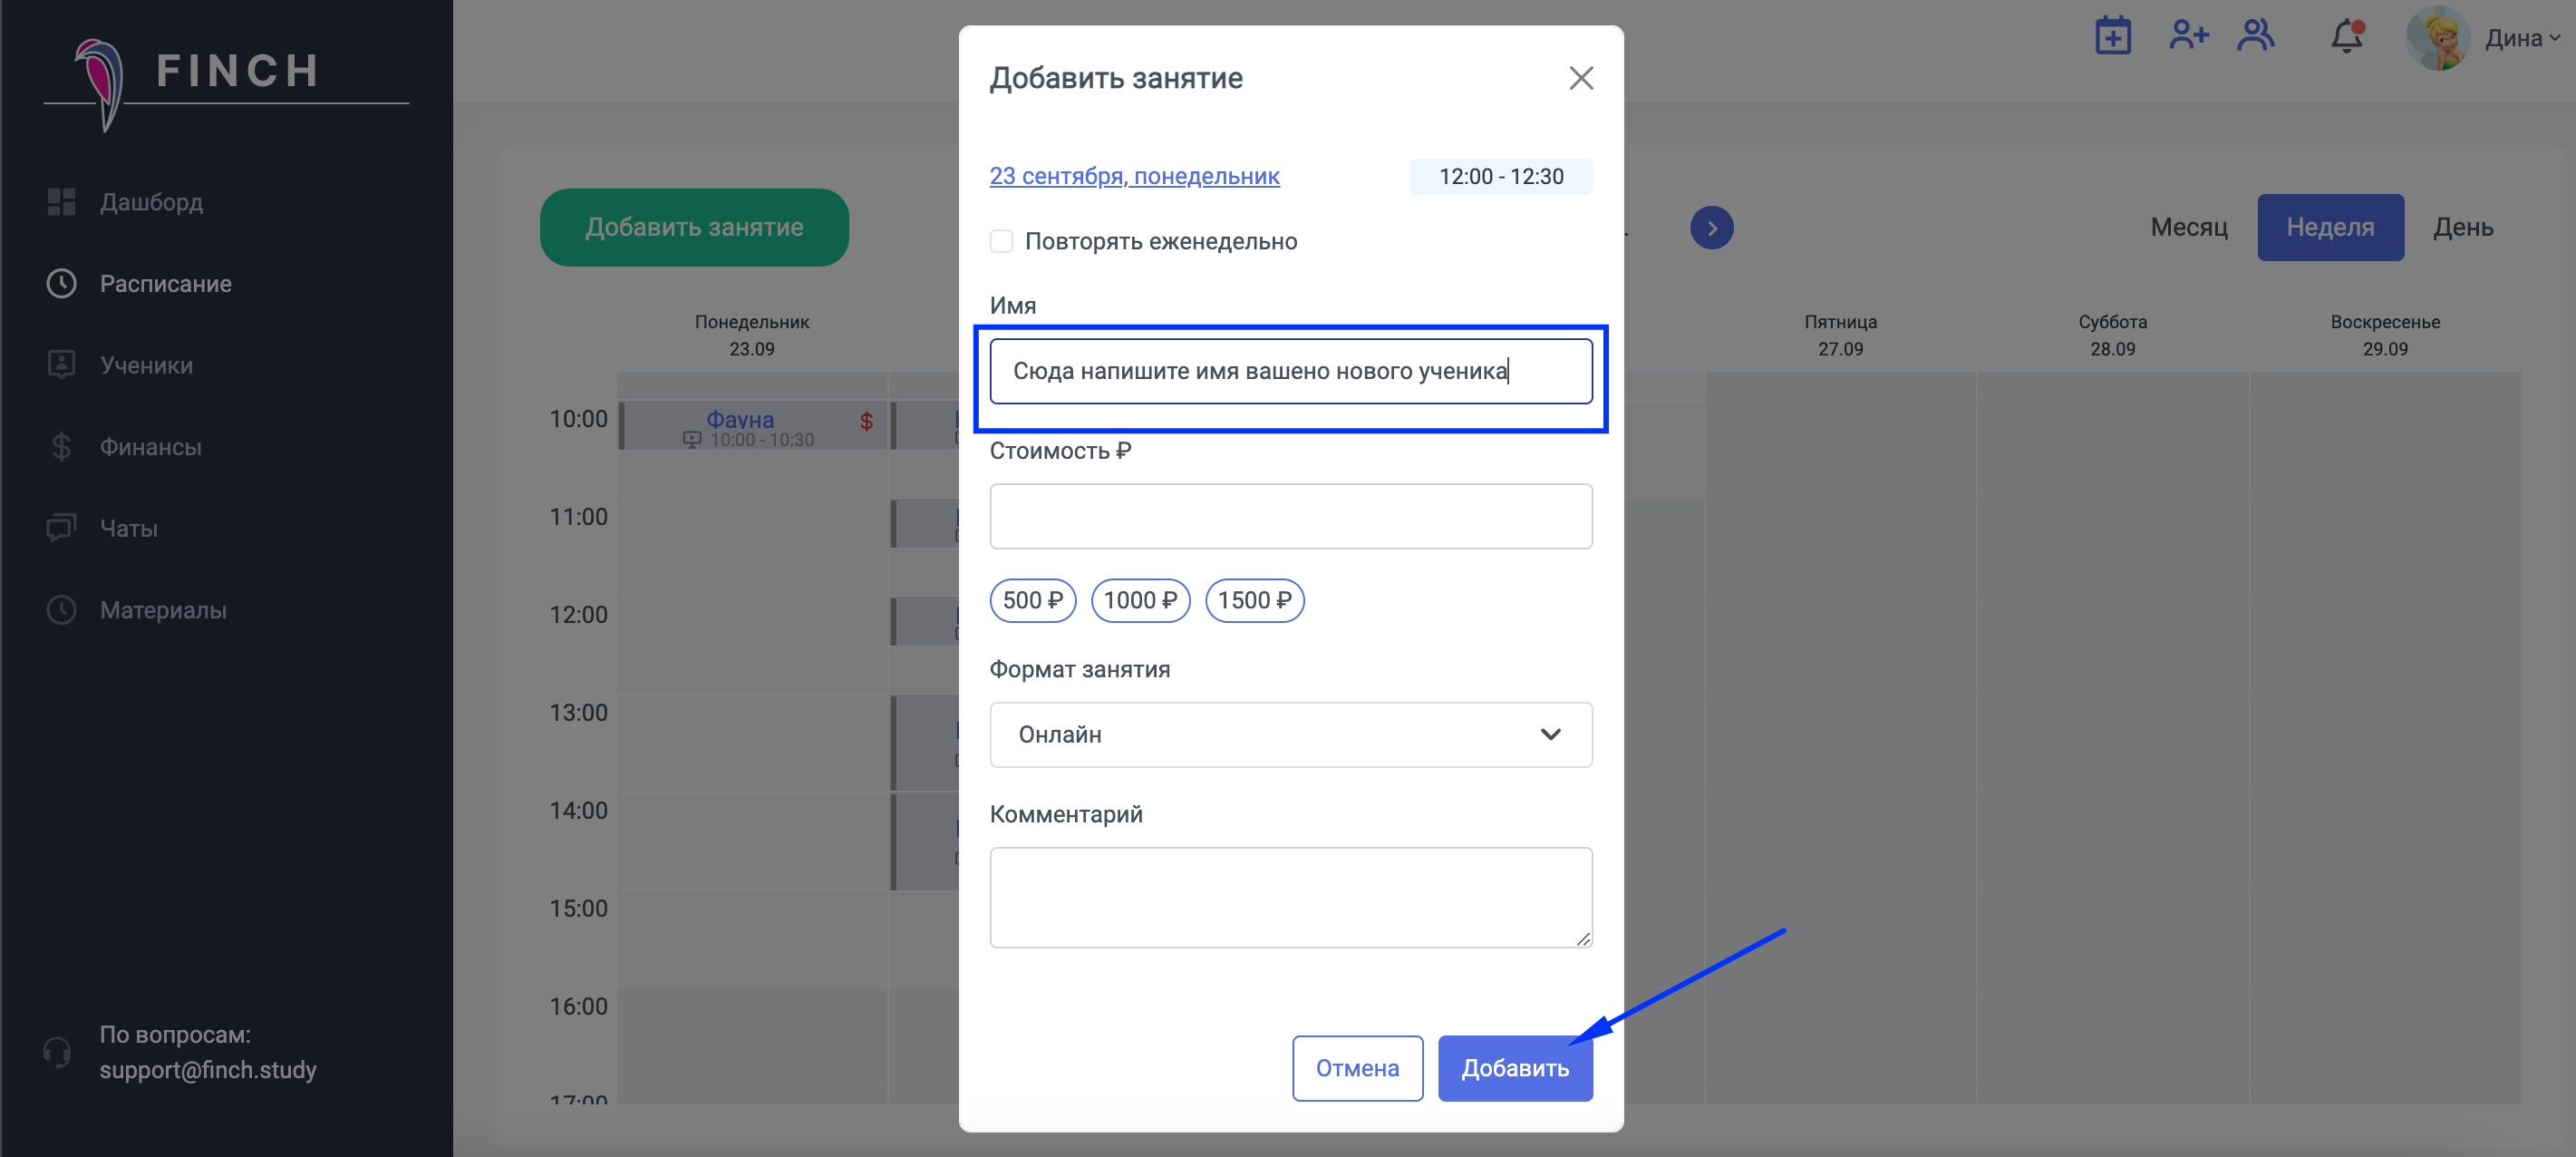 FINCH
Дашборд
Расписание
Ученики
Финансы
Чаты
Материалы
По вопросам:
support@finch.study
Дина
Добавить занятие
Месяц
Неделя
День
Понедельник
23.09
Пятница
27.09
Суббота
28.09
Воскресенье
29.09
10:00
Фауна
$
10:00 - 10:30
11:00
12:00
13:00
14:00
15:00
16:00
17:00
Добавить занятие
23 сентября, понедельник
12:00 - 12:30
Повторять еженедельно
Имя
Сюда напишите имя вашено нового ученика
Стоимость ₽
500 ₽
1000 ₽
1500 ₽
Формат занятия
Онлайн
Комментарий
Отмена
Добавить